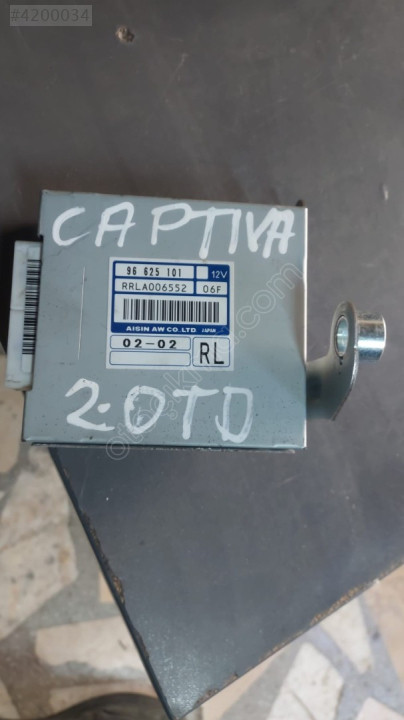 #4200034
CAPTIVA
96 625 101 12V
RRLA006552 06F
AISIN AW CO.,LTD JAPAN
02-02 RL
2.0TD